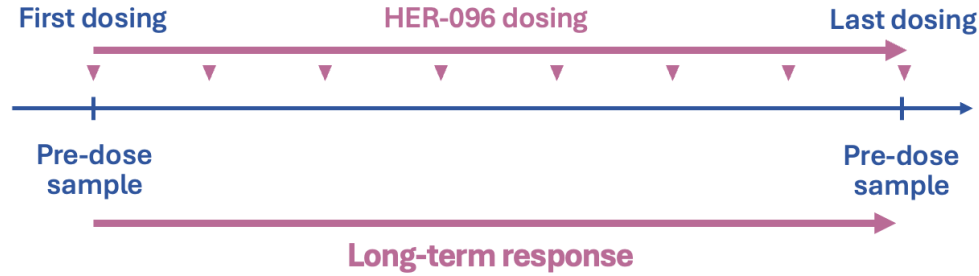 First dosing
HER-096 dosing
Last dosing
Pre-dose
sample
Pre-dose
sample
Long-term response